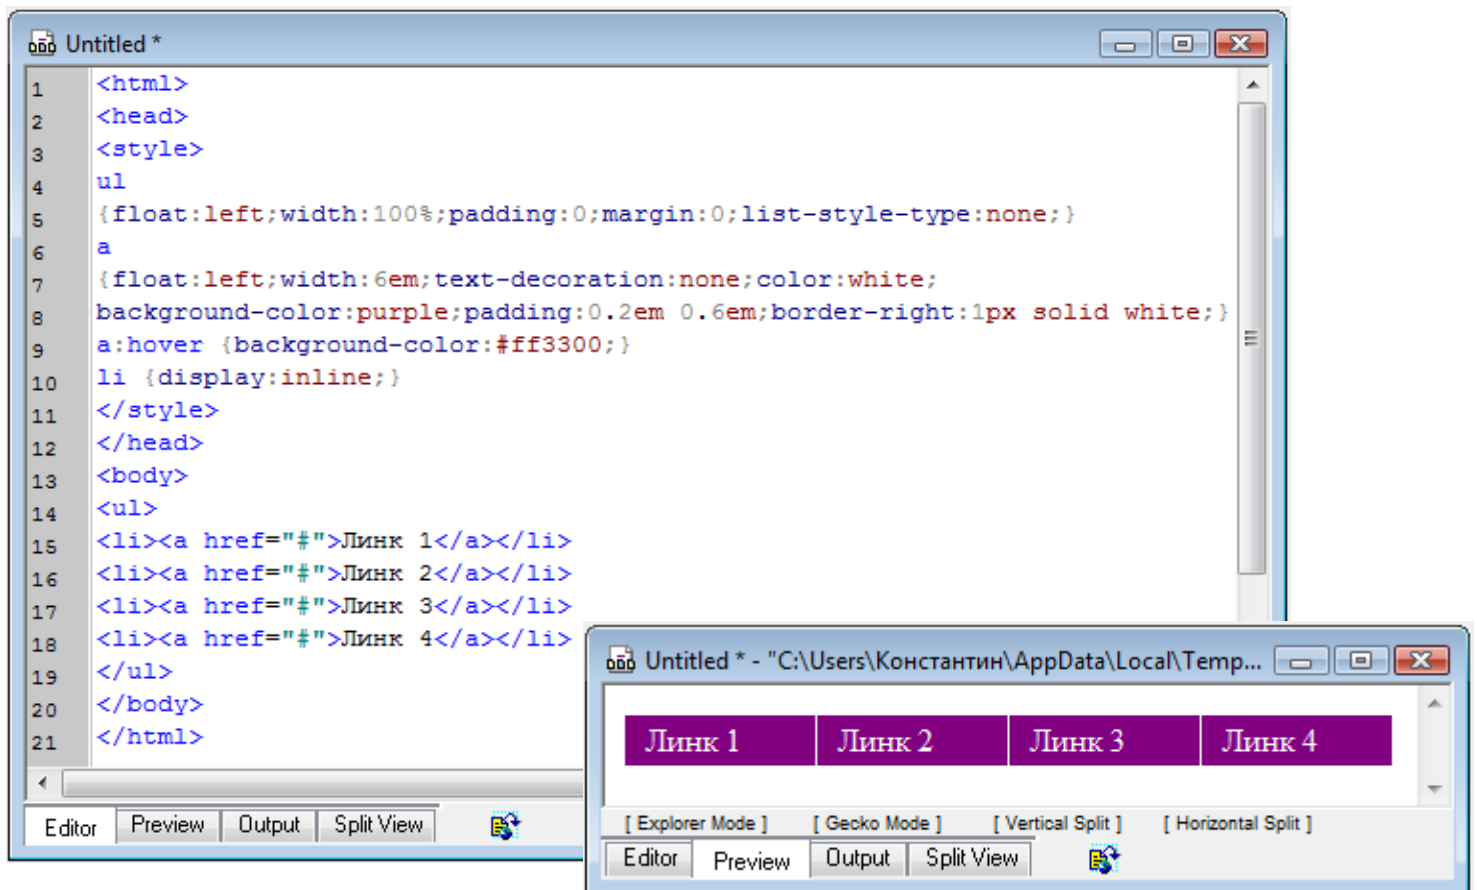 Untitled *
1 <html>
2 <head>
3 <style>
4 ul
5 {float:left;width:100%;padding:0;margin:0;list-style-type:none;}
6 a
7 {float:left;width:6em;text-decoration:none;color:white;
8 background-color:purple;padding:0.2em 0.6em;border-right:1px solid white;}
9 a:hover {background-color:#ff3300;}
10 li {display:inline;}
11 </style>
12 </head>
13 <body>
14 <ul>
15 <li><a href="#">Линк 1</a></li>
16 <li><a href="#">Линк 2</a></li>
17 <li><a href="#">Линк 3</a></li>
18 <li><a href="#">Линк 4</a></li>
19 </ul>
20 </body>
21 </html>
Editor Preview Output Split View
Untitled * - "C:\Users\Константин\AppData\Local\Temp...
Линк 1 Линк 2 Линк 3 Линк 4
[ Explorer Mode ] [ Gecko Mode ] [ Vertical Split ] [ Horizontal Split ]
Editor Preview Output Split View